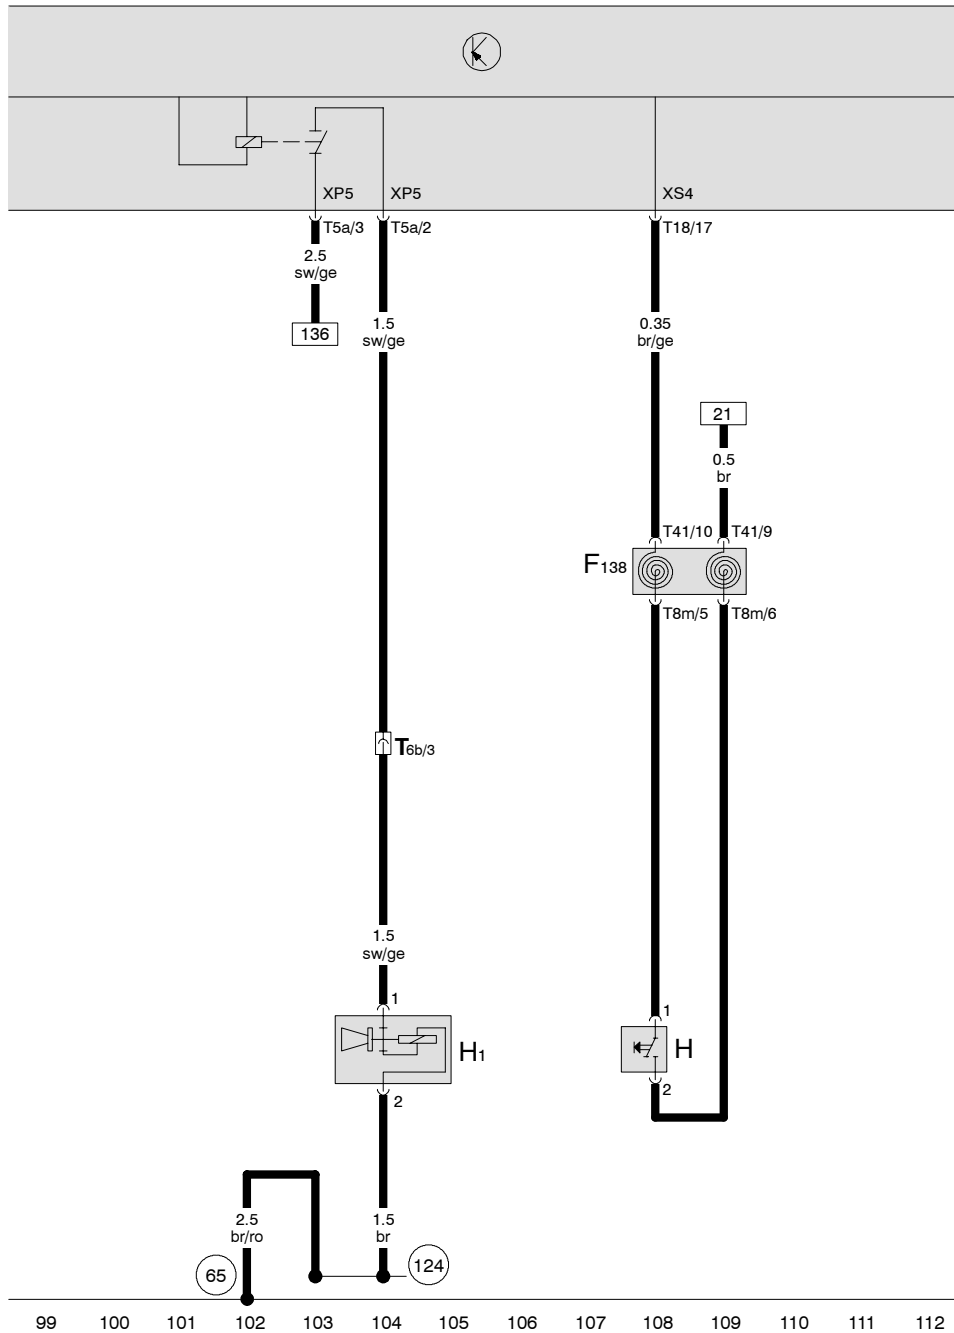 XP5 XP5 XS4
T5a/3 T5a/2 T18/17
2.5
sw/ge
136
1.5
sw/ge
0.35
br/ge
21
0.5
br
T41/10 T41/9
F138
T8m/5 T8m/6
T6b/3
1.5
sw/ge
1
H1
2
1
H
2
2.5
br/ro
1.5
br
65
124
99 100 101 102 103 104 105 106 107 108 109 110 111 112